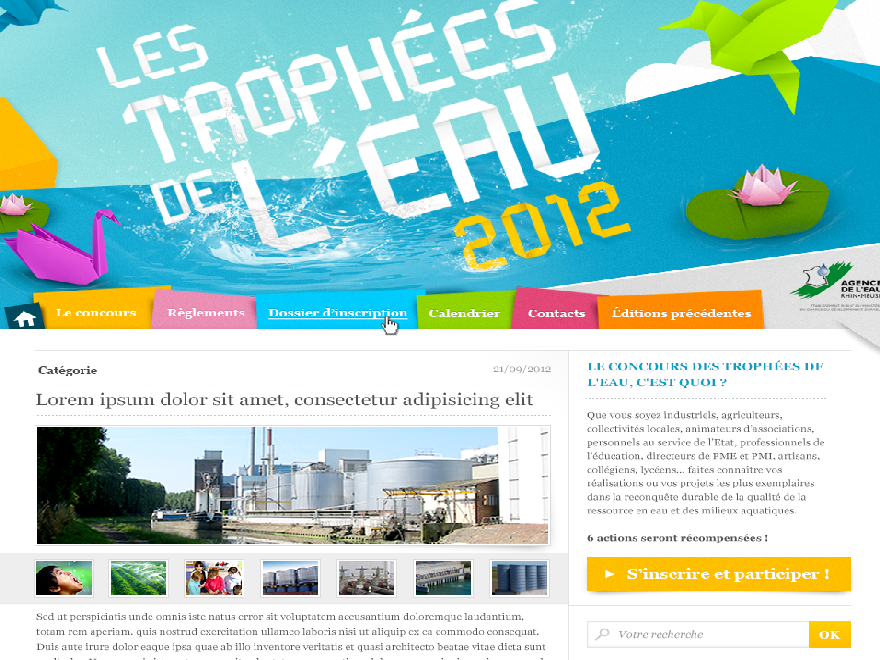 LES
TROPHÉES
DE L'EAU
2012
AGENCE
DE L'EAU
RHIN-MEUSE
Le concours
Règlements
Dossier d'inscription
Calendrier
Contacts
Éditions précédentes
Catégorie
21/09/2012
Lorem ipsum dolor sit amet, consectetur adipisicing elit
Sed ut perspiciatis unde omnis iste natus error sit voluptatem accusantium doloremque laudantium,
totam rem aperiam, quis nostrud exercitation ullamco laboris nisi ut aliquip ex ea commodo consequat.
Duis aute irure dolor eaque ipsa quae ab illo inventore veritatis et quasi architecto beatae vitae dicta sunt
LE CONCOURS DES TROPHÉES DE
L'EAU, C'EST QUOI ?
Que vous soyez industriels, agriculteurs,
collectivités locales, animateurs d'associations,
personnels au service de l'Etat, professionnels de
l'éducation, directeurs de PME et PMI, artisans,
collégiens, lycéens... faites connaître vos
réalisations ou vos projets les plus exemplaires
dans la reconquête durable de la qualité de la
ressource en eau et des milieux aquatiques.
6 actions seront récompensées !
S'inscrire et participer !
Votre recherche
OK